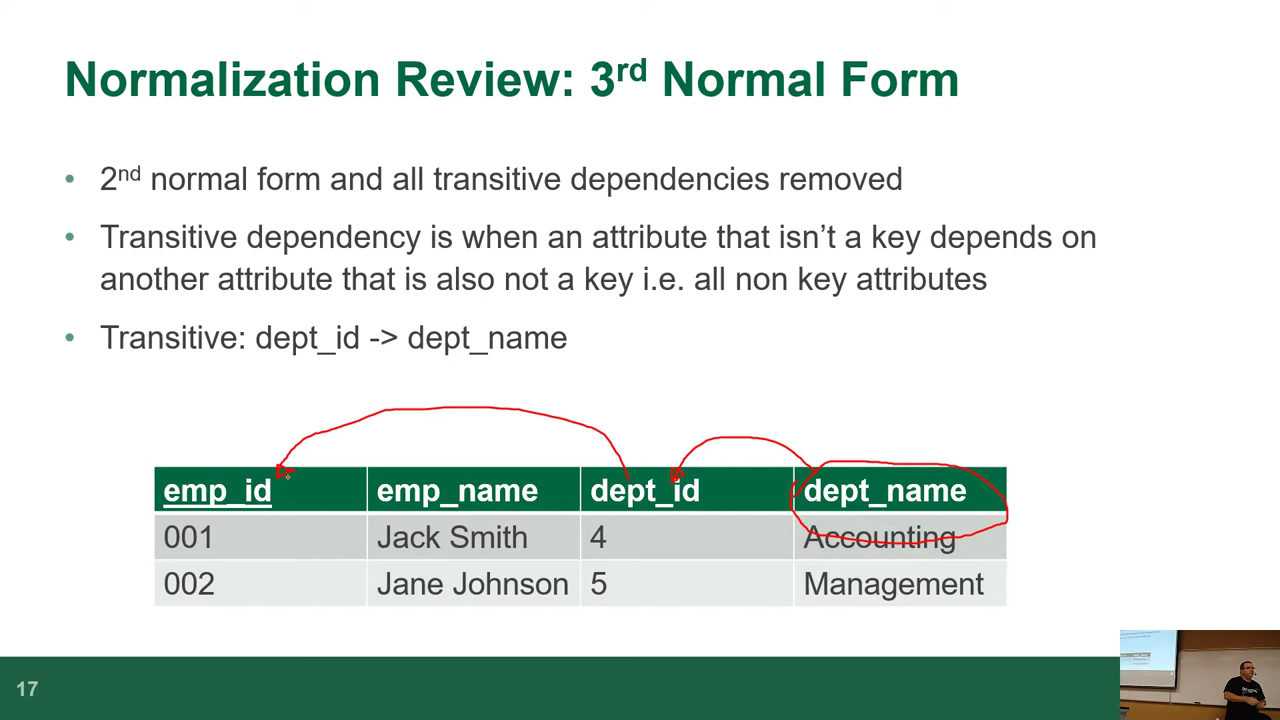 Normalization Review: 3rd Normal Form
• 2nd normal form and all transitive dependencies removed
• Transitive dependency is when an attribute that isn’t a key depends on
another attribute that is also not a key i.e. all non key attributes
• Transitive: dept_id -> dept_name
emp_id emp_name dept_id dept_name
001 Jack Smith 4 Accounting
002 Jane Johnson 5 Management
17